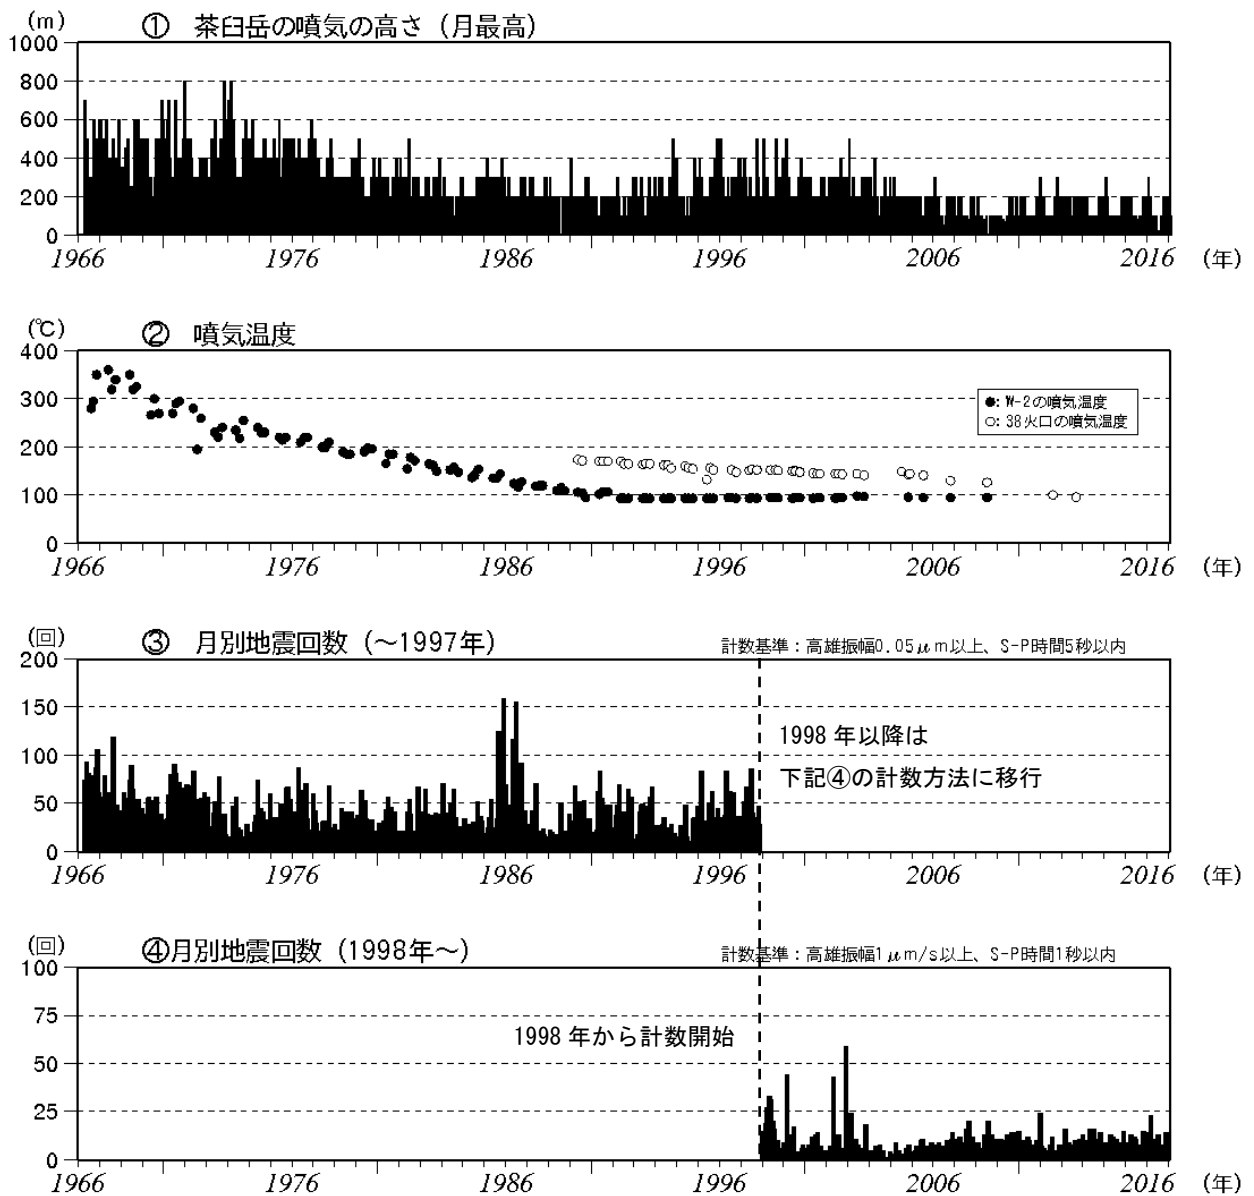 (m)
① 茶臼岳の噴気の高さ（月最高）
1000
800
600
400
200
0
1966 1976 1986 1996 2006 2016 (年)
(℃)
② 噴気温度
400
300
200
100
0
●: W-2の噴気温度
○: 38火口の噴気温度
1966 1976 1986 1996 2006 2016 (年)
(回)
③ 月別地震回数（～1997年）
計数基準：高雄振幅0.05μm以上、S-P時間5秒以内
200
150
100
50
0
1998 年以降は
下記④の計数方法に移行
1966 1976 1986 1996 2006 2016 (年)
(回)
④月別地震回数（1998年～）
計数基準：高雄振幅1μm/s以上、S-P時間1秒以内
100
75
50
25
0
1998 年から計数開始
1966 1976 1986 1996 2006 2016 (年)